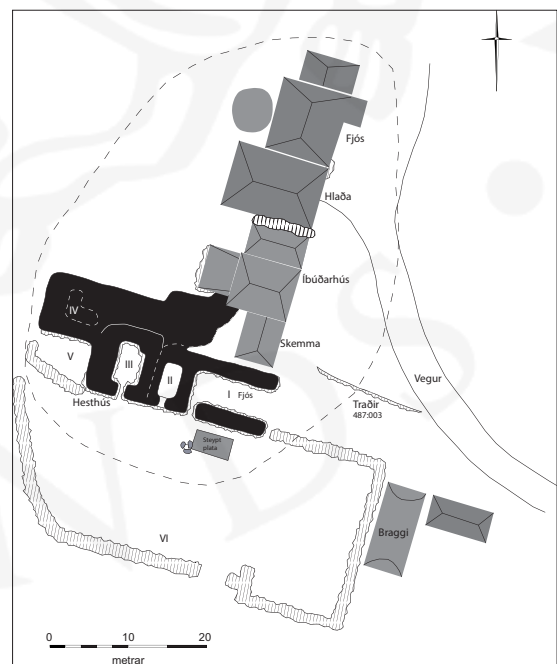 Fjós
Hlaða
Íbúðarhús
IV
Skemma
V
III
II
I Fjós
Vegur
Hesthús
Traðir
487:003
Steypt
plata
Braggi
VI
0 10 20
metrar